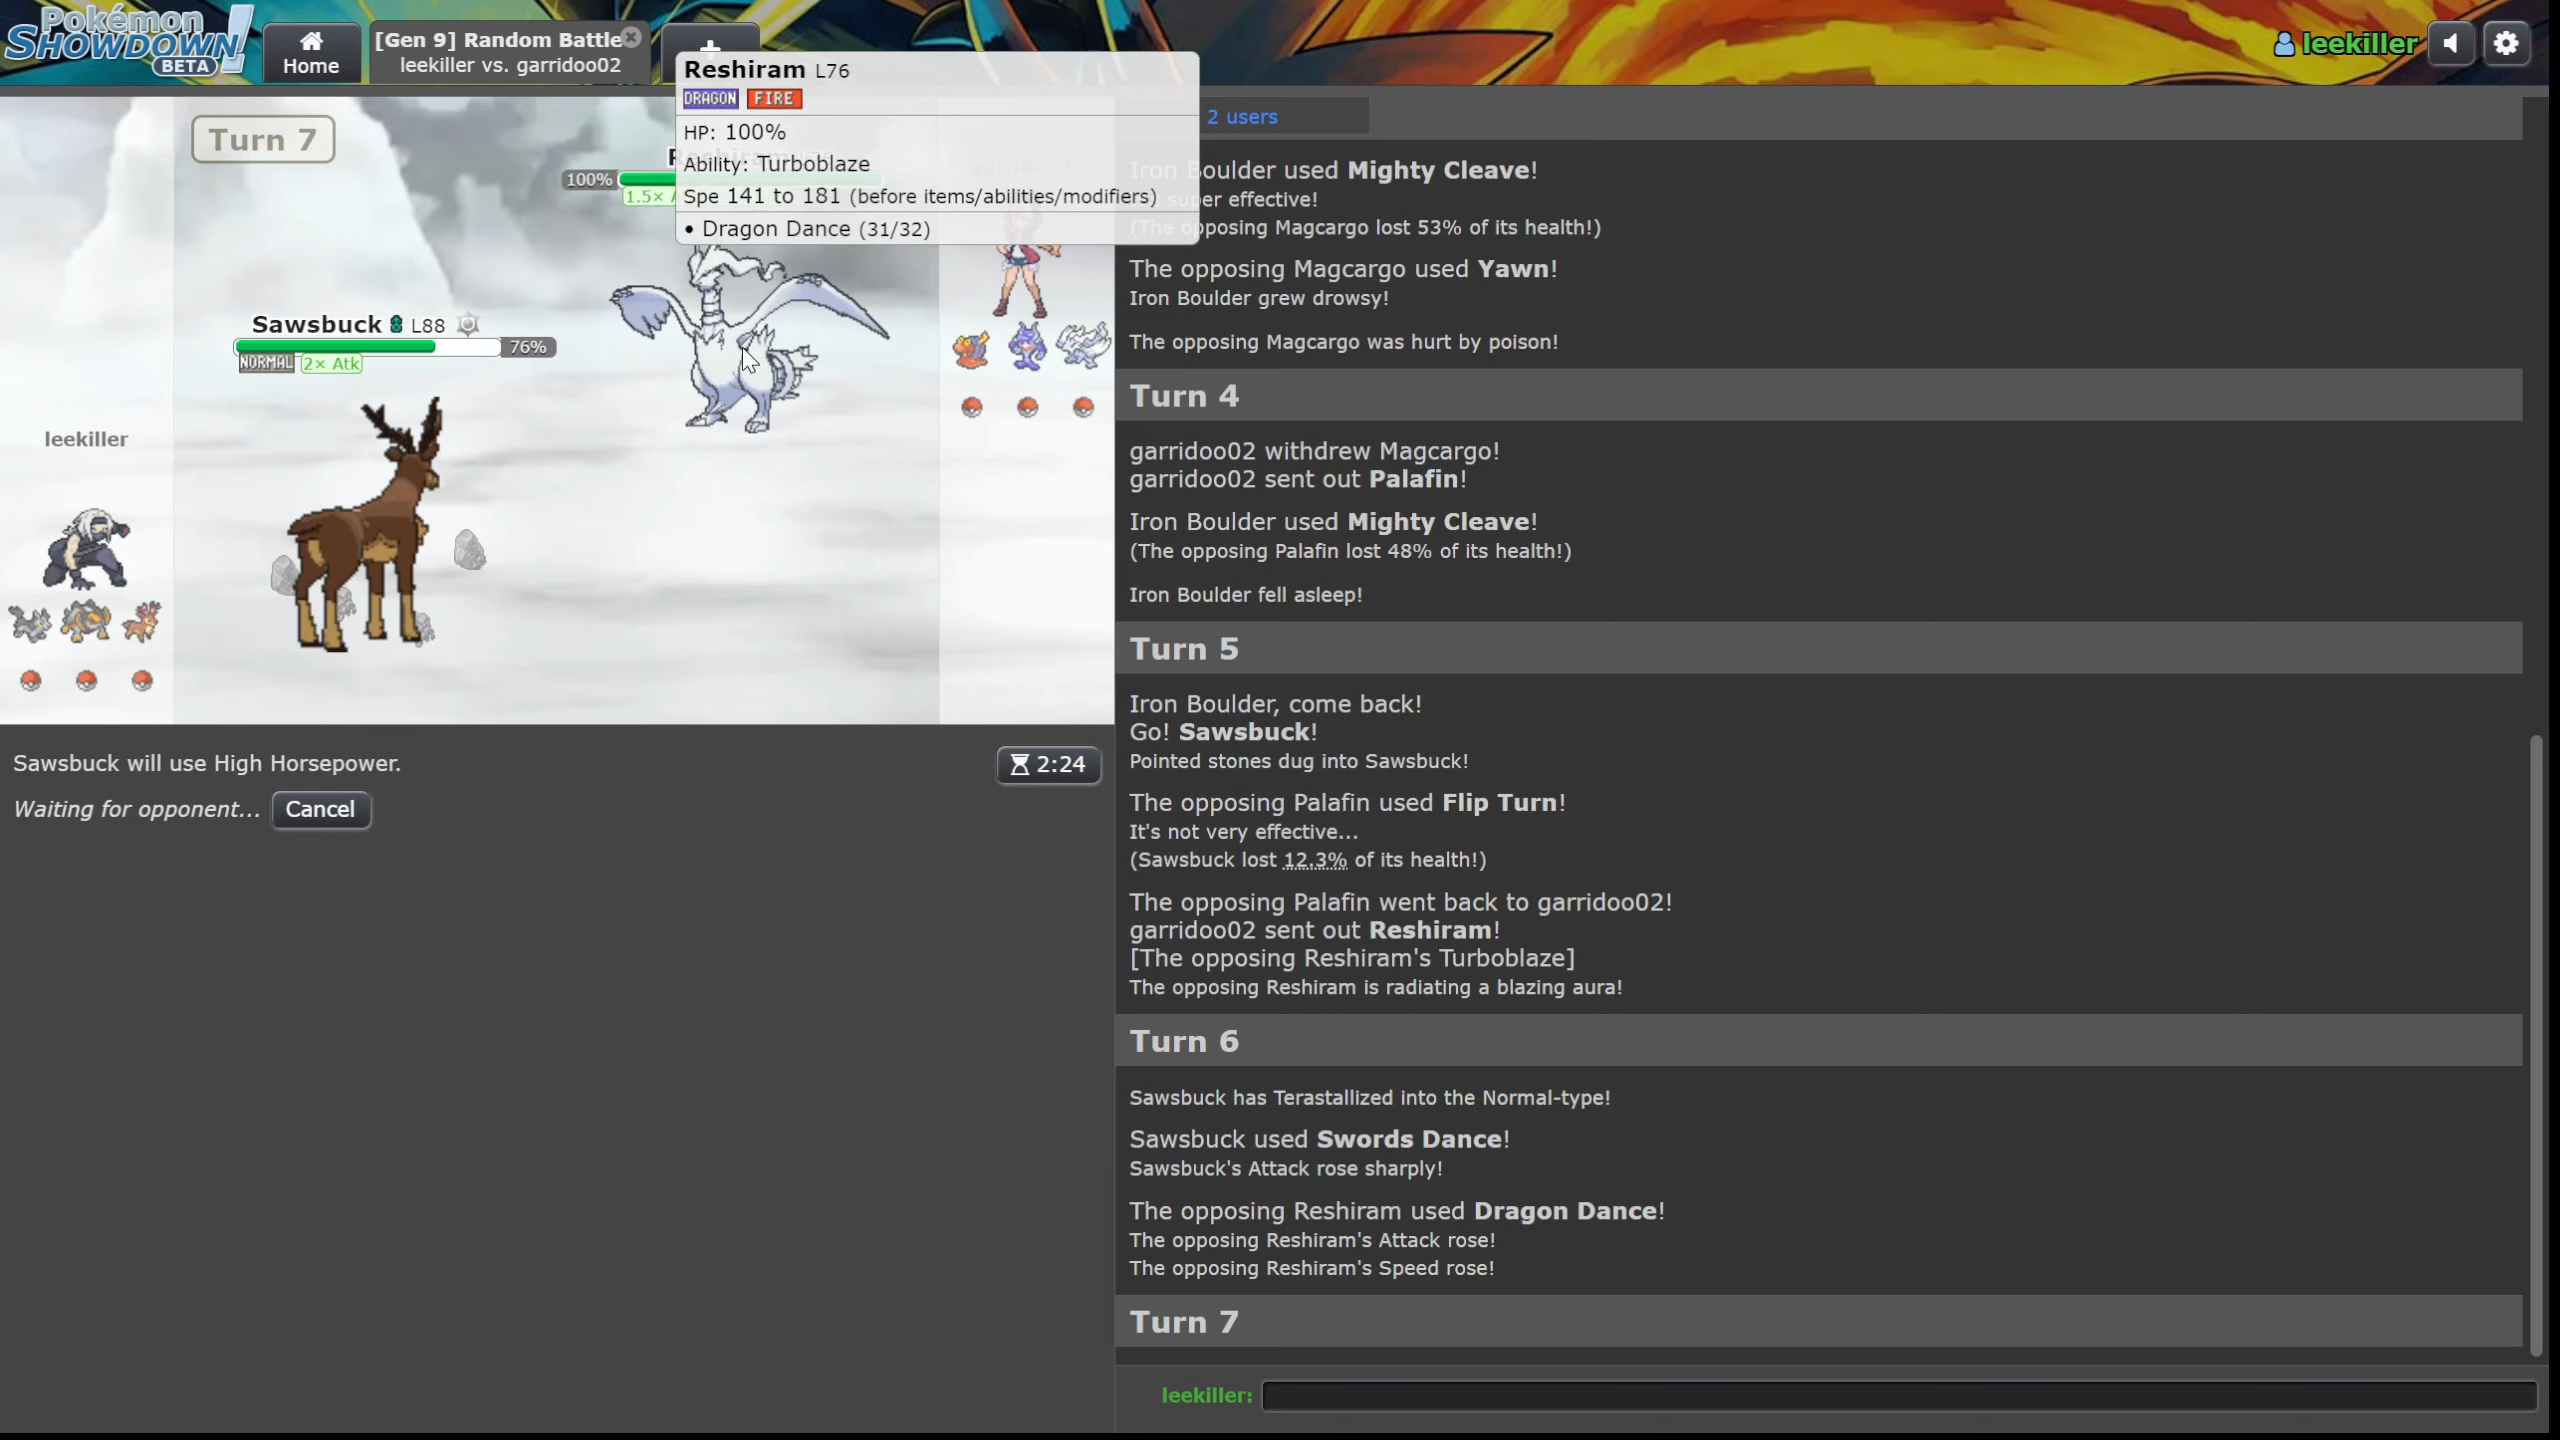 Pokémon
SHOWDOWN!
BETA
Home
[Gen 9] Random Battle
leekiller vs. garridoo02
+
leekiller
Reshiram L76
DRAGON FIRE
HP: 100%
Ability: Turboblaze
Spe 141 to 181 (before items/abilities/modifiers)
• Dragon Dance (31/32)
Turn 7
100%
1.5×
Sawsbuck L88
76%
NORMAL 2× Atk
leekiller
Sawsbuck will use High Horsepower.
2:24
Waiting for opponent... Cancel
2 users
Iron Boulder used Mighty Cleave!
super effective!
(The opposing Magcargo lost 53% of its health!)
The opposing Magcargo used Yawn!
Iron Boulder grew drowsy!
The opposing Magcargo was hurt by poison!
Turn 4
garridoo02 withdrew Magcargo!
garridoo02 sent out Palafin!
Iron Boulder used Mighty Cleave!
(The opposing Palafin lost 48% of its health!)
Iron Boulder fell asleep!
Turn 5
Iron Boulder, come back!
Go! Sawsbuck!
Pointed stones dug into Sawsbuck!
The opposing Palafin used Flip Turn!
It's not very effective...
(Sawsbuck lost 12.3% of its health!)
The opposing Palafin went back to garridoo02!
garridoo02 sent out Reshiram!
[The opposing Reshiram's Turboblaze]
The opposing Reshiram is radiating a blazing aura!
Turn 6
Sawsbuck has Terastallized into the Normal-type!
Sawsbuck used Swords Dance!
Sawsbuck's Attack rose sharply!
The opposing Reshiram used Dragon Dance!
The opposing Reshiram's Attack rose!
The opposing Reshiram's Speed rose!
Turn 7
leekiller: